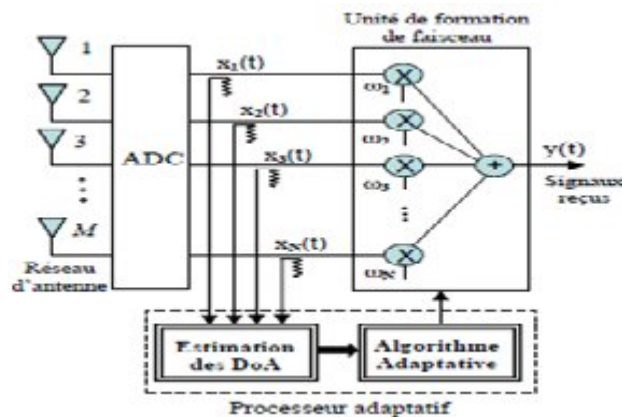 Unité de formation
de faisceau
1
2
3
M
Réseau
d'antenne
ADC
x1(t)
x2(t)
x3(t)
xN(t)
ω1
ω2
ω3
ωN
+
y(t)
Signaux
reçus
Estimation
des DoA
Algorithme
Adaptative
Processeur adaptatif